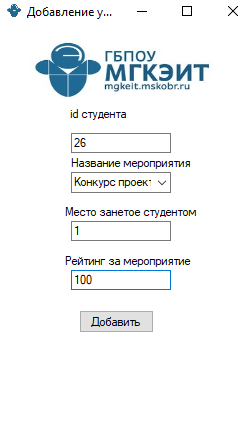 Добавление у...
ГБПОУ
МГКЭИТ
mgkeit.mskobr.ru
id студента
26
Название мероприятия
Конкурс проект
Место занетое студентом
1
Рейтинг за мероприятие
100
Добавить